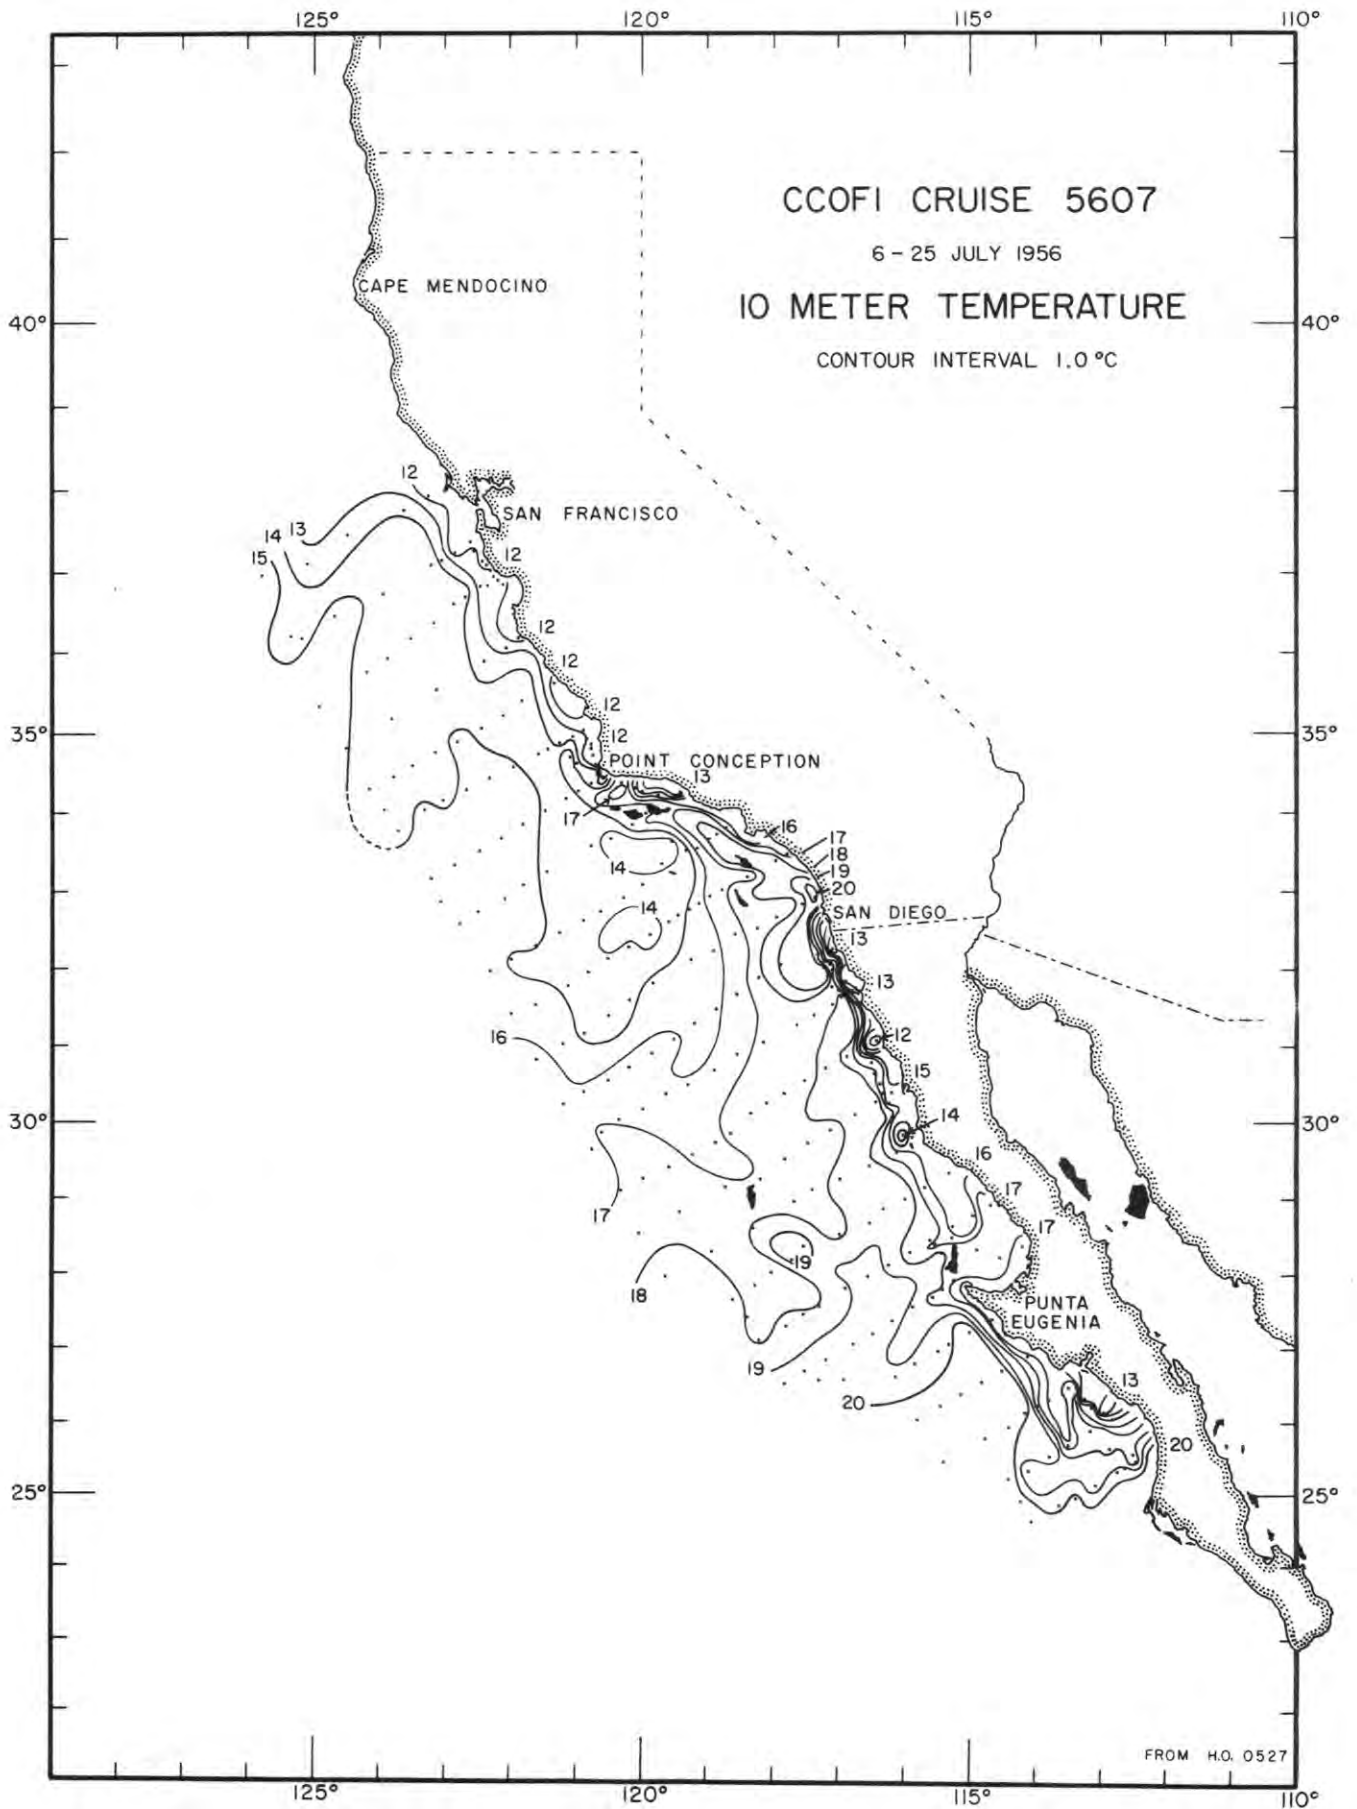 125° 120° 115° 110°
CCOFI CRUISE 5607
6 – 25 JULY 1956
CAPE MENDOCINO
10 METER TEMPERATURE
40° 40°
CONTOUR INTERVAL 1.0 °C
12
SAN FRANCISCO
14 13
15
12
12
12
12
35° 12 35°
POINT CONCEPTION
13
17
16
17
18
14
19
20
14
SAN DIEGO
13
13
16
12
15
30° 14 30°
16
17
17
17
19
18
PUNTA
EUGENIA
19
13
20
20
25° 25°
FROM H.O. 0527
125° 120° 115° 110°